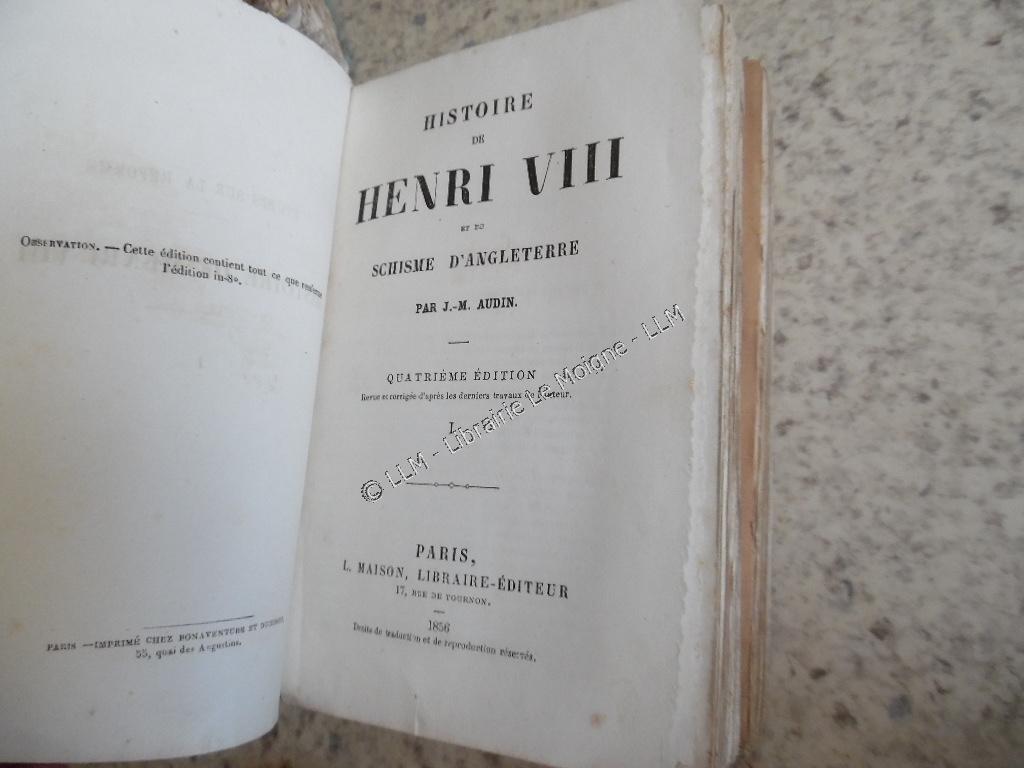 OBSERVATION. — Cette édition contient tout ce que renferme
l'édition in-8º.
PARIS — IMPRIMÉ CHEZ BONAVENTURE ET
55, quai des Augustins.
HISTOIRE
DE
HENRI VIII
ET DU
SCHISME D'ANGLETERRE
PAR J.-M. AUDIN.
QUATRIÈME ÉDITION
Revue et corrigée d'après les derniers travaux de l'auteur.
I.
© LLM - Librairie Le Moigne - LLM
PARIS,
L. MAISON, LIBRAIRE-ÉDITEUR
17, RUE DE TOURNON.
1856
Droits de traduction et de reproduction réservés.